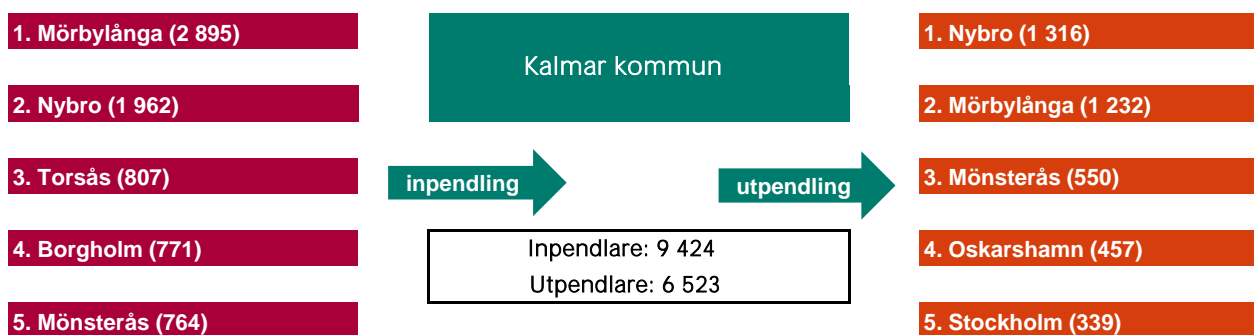 1. Mörbylånga (2 895)
2. Nybro (1 962)
3. Torsås (807)
4. Borgholm (771)
5. Mönsterås (764)
Kalmar kommun
inpendling
utpendling
Inpendlare: 9 424
Utpendlare: 6 523
1. Nybro (1 316)
2. Mörbylånga (1 232)
3. Mönsterås (550)
4. Oskarshamn (457)
5. Stockholm (339)